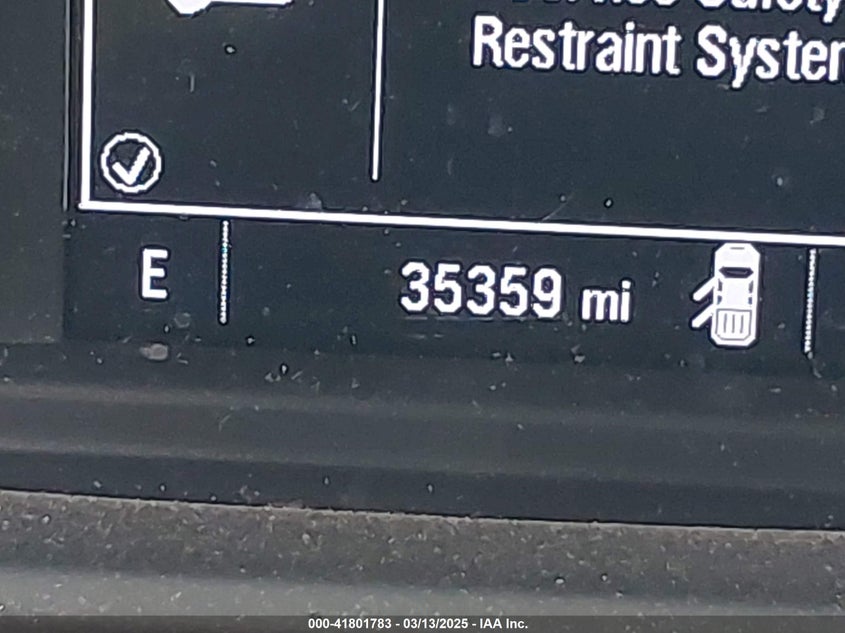 Restraint System
E
35359 mi
000-41801783 - 03/13/2025 - IAA Inc.